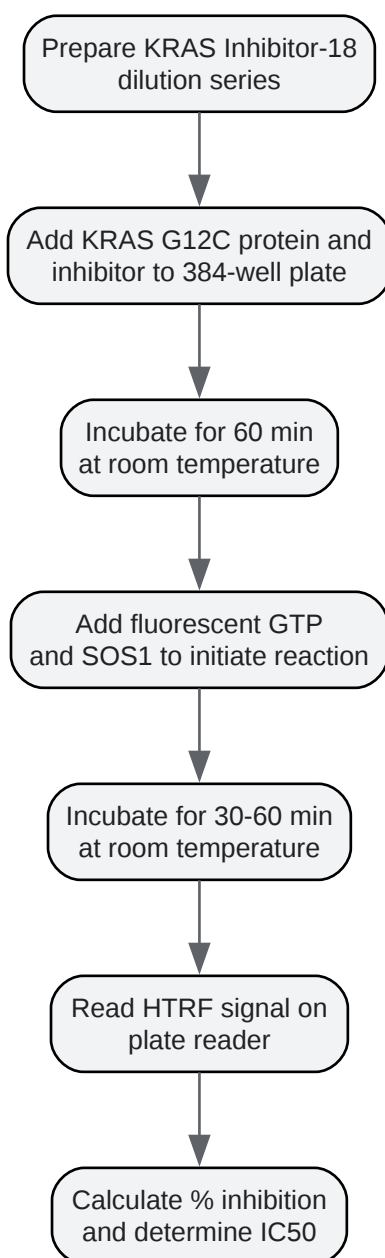 Prepare KRAS Inhibitor-18
dilution series
Add KRAS G12C protein and
inhibitor to 384-well plate
Incubate for 60 min
at room temperature
Add fluorescent GTP
and SOS1 to initiate reaction
Incubate for 30-60 min
at room temperature
Read HTRF signal on
plate reader
Calculate % inhibition
and determine IC50